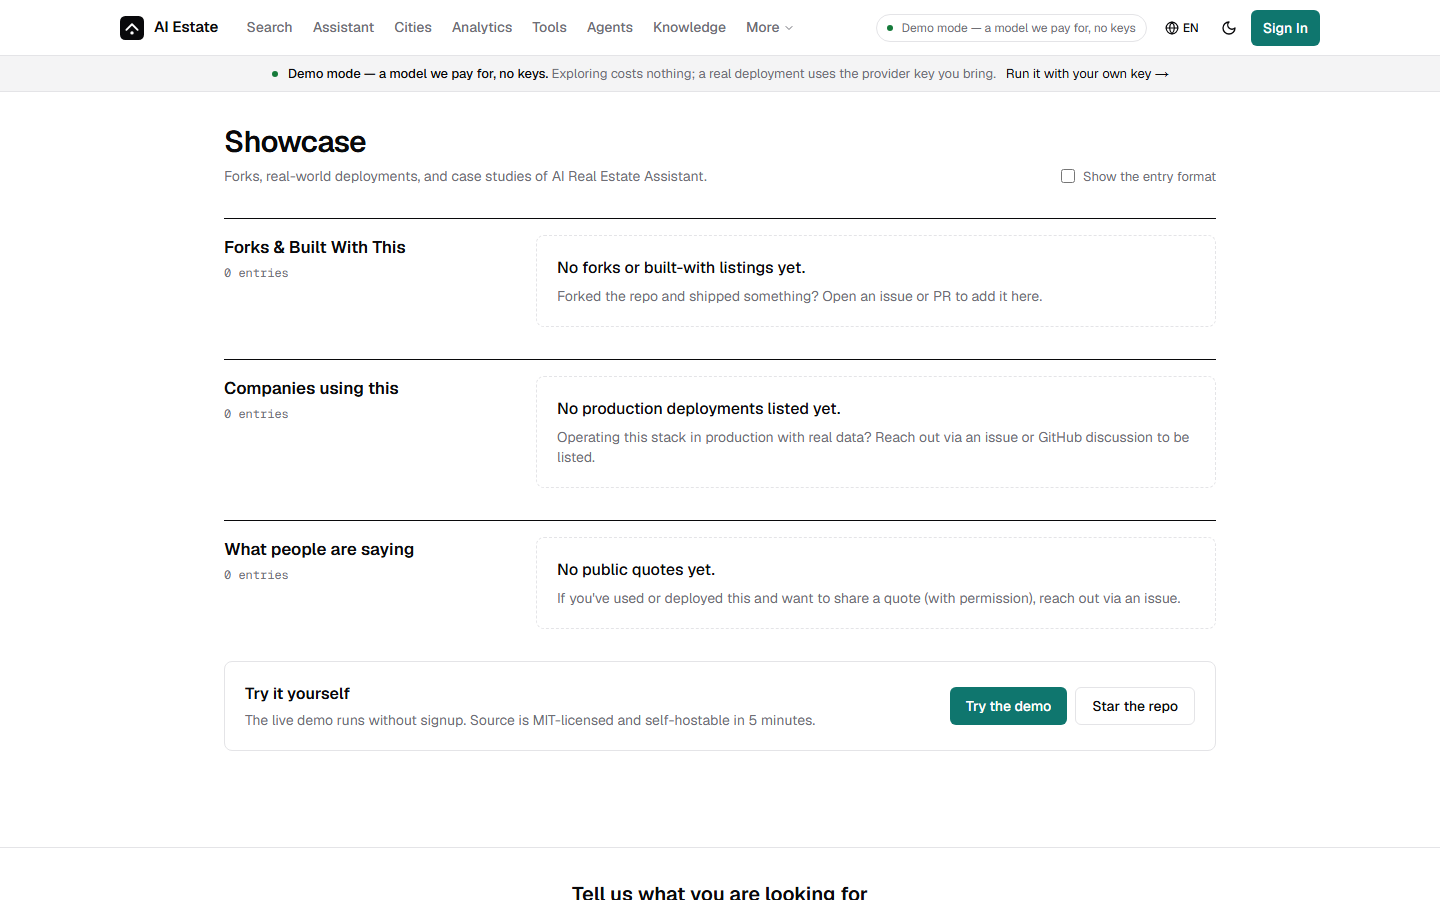 AI Estate
Search
Assistant
Cities
Analytics
Tools
Agents
Knowledge
More
Demo mode — a model we pay for, no keys
EN
Sign In
Demo mode — a model we pay for, no keys. Exploring costs nothing; a real deployment uses the provider key you bring. Run it with your own key →
Showcase
Forks, real-world deployments, and case studies of AI Real Estate Assistant.
Show the entry format
Forks & Built With This
0 entries
No forks or built-with listings yet.
Forked the repo and shipped something? Open an issue or PR to add it here.
Companies using this
0 entries
No production deployments listed yet.
Operating this stack in production with real data? Reach out via an issue or GitHub discussion to be
listed.
What people are saying
0 entries
No public quotes yet.
If you've used or deployed this and want to share a quote (with permission), reach out via an issue.
Try it yourself
The live demo runs without signup. Source is MIT-licensed and self-hostable in 5 minutes.
Try the demo
Star the repo
Tell us what you are looking for